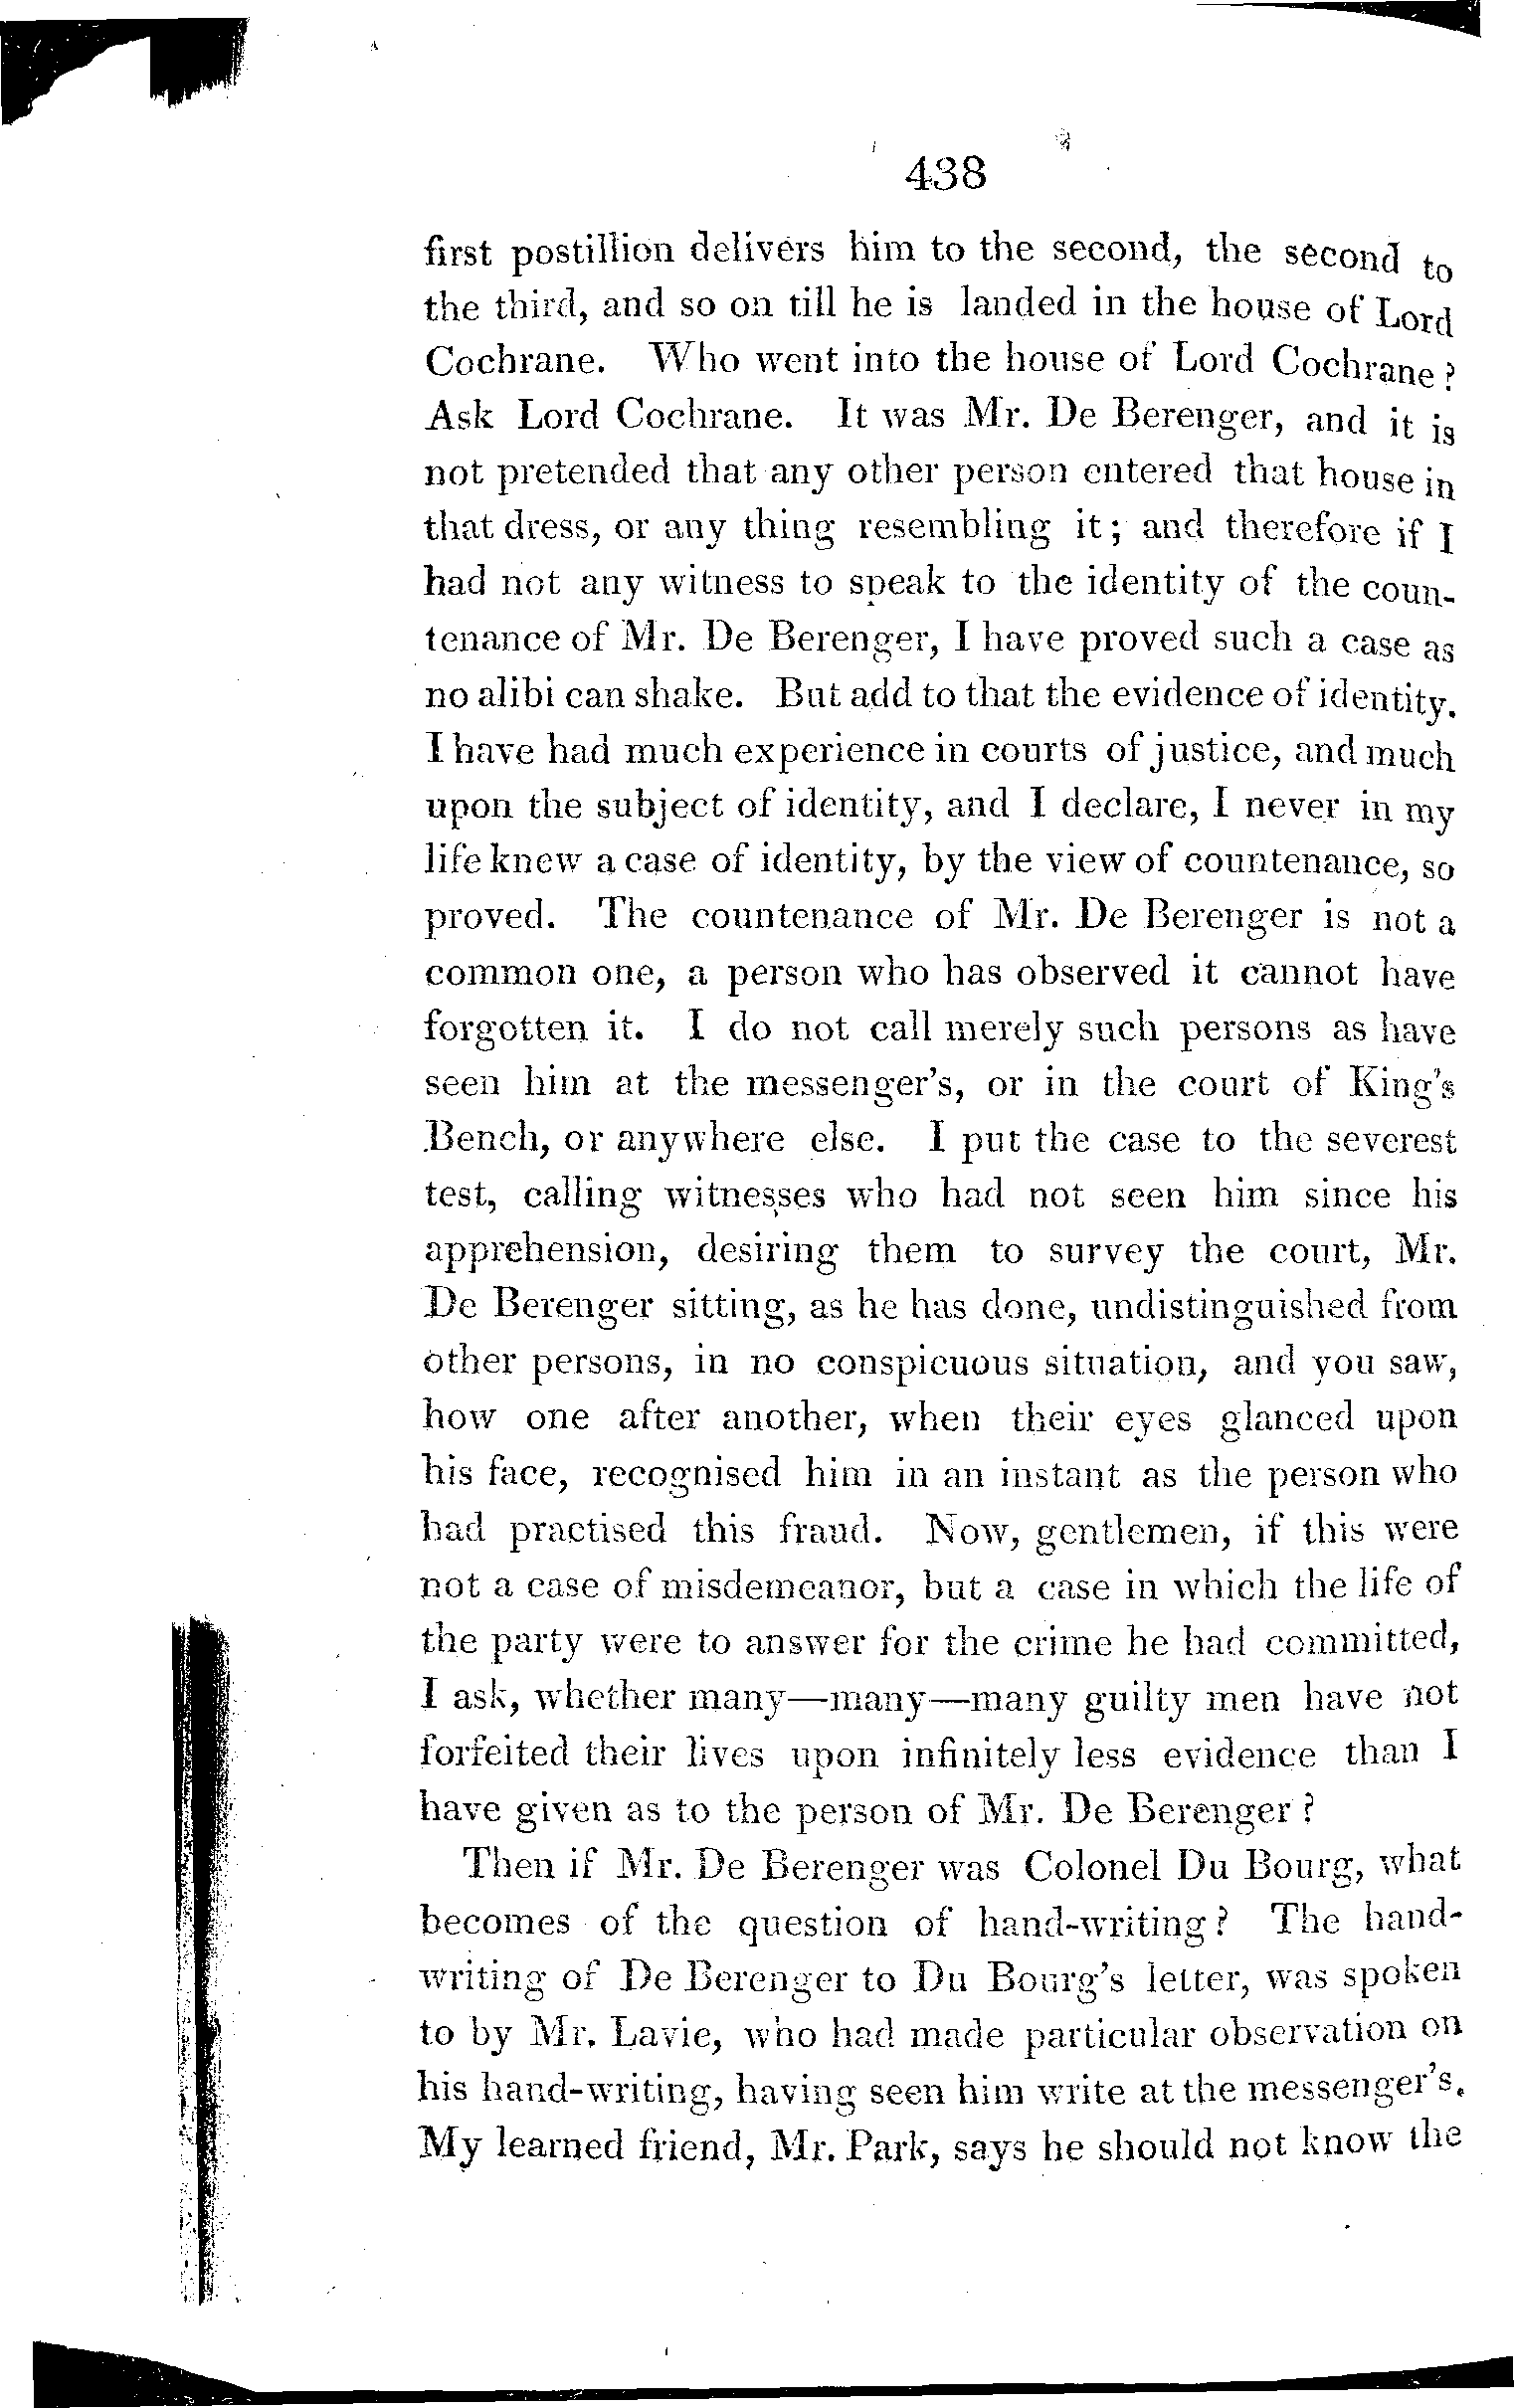 438
first postillion delivers him to the second, the second to
the third, and so on till he is landed in the house of Lord
Cochrane. Who went into the house of Lord Cochrane?
Ask Lord Cochrane. It was Mr. De Berenger, and it is
not pretended that any other person entered that house in
that dress, or any thing resembling it; and therefore if I
had not any witness to speak to the identity of the coun-
tenance of Mr. De Berenger, I have proved such a case as
no alibi can shake. But add to that the evidence of identity.
I have had much experience in courts of justice, and much
upon the subject of identity, and I declare, I never in my
life knew a case of identity, by the view of countenance, so
proved. The countenance of Mr. De Berenger is not a
common one, a person who has observed it cannot have
forgotten it. I do not call merely such persons as have
seen him at the messenger's, or in the court of King's
Bench, or anywhere else. I put the case to the severest
test, calling witnesses who had not seen him since his
apprehension, desiring them to survey the court, Mr.
De Berenger sitting, as he has done, undistinguished from
other persons, in no conspicuous situation, and you saw,
how one after another, when their eyes glanced upon
his face, recognised him in an instant as the person who
had practised this fraud. Now, gentlemen, if this were
not a case of misdemeanor, but a case in which the life of
the party were to answer for the crime he had committed,
I ask, whether many—many—many guilty men have not
forfeited their lives upon infinitely less evidence than I
have given as to the person of Mr. De Berenger?
Then if Mr. De Berenger was Colonel Du Bourg, what
becomes of the question of hand-writing? The hand-
writing of De Berenger to Du Bourg's letter, was spoken
to by Mr. Lavie, who had made particular observation on
his hand-writing, having seen him write at the messenger's.
My learned friend, Mr. Park, says he should not know the